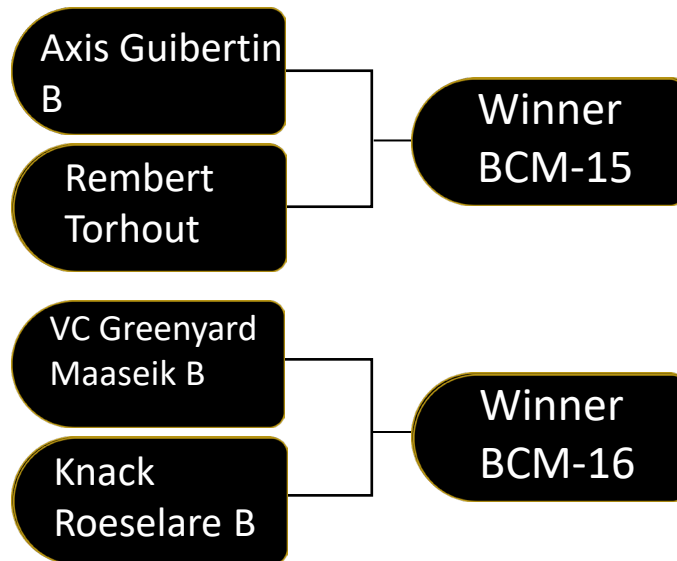 Axis Guibertin
B
Rembert
Torhout
Winner
BCM-15
VC Greenyard
Maaseik B
Knack
Roeselare B
Winner
BCM-16